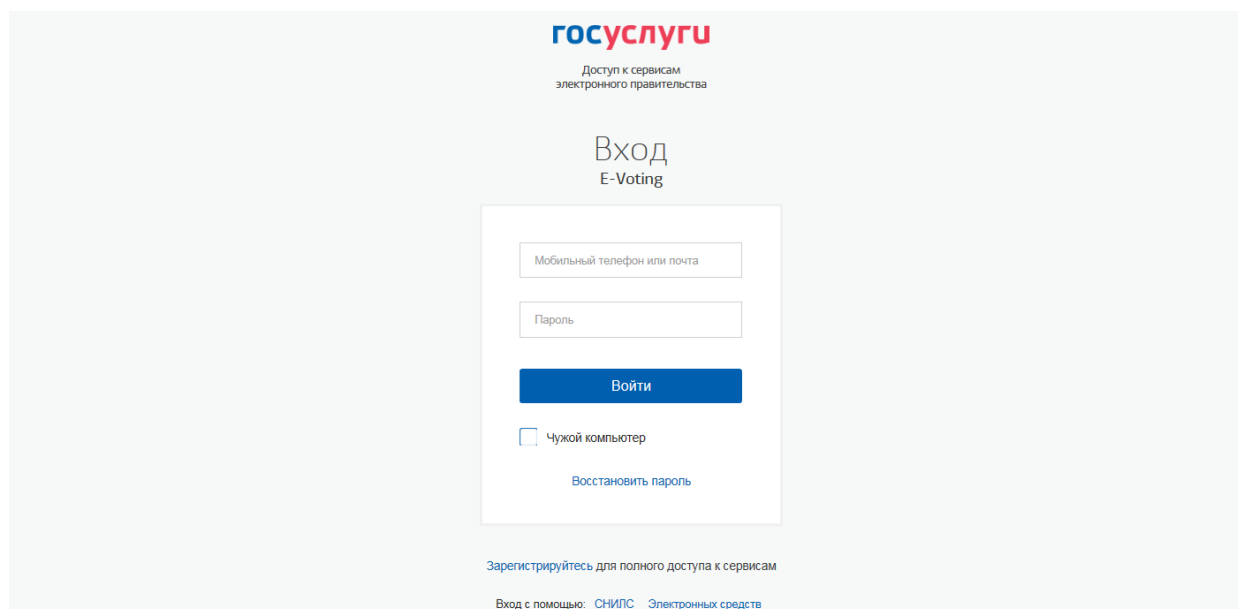 госуслуги
Доступ к сервисам
электронного правительства
Вход
E-Voting
Мобильный телефон или почта
Пароль
Войти
Чужой компьютер
Восстановить пароль
Зарегистрируйтесь для полного доступа к сервисам
Вход с помощью: СНИЛС Электронных средств